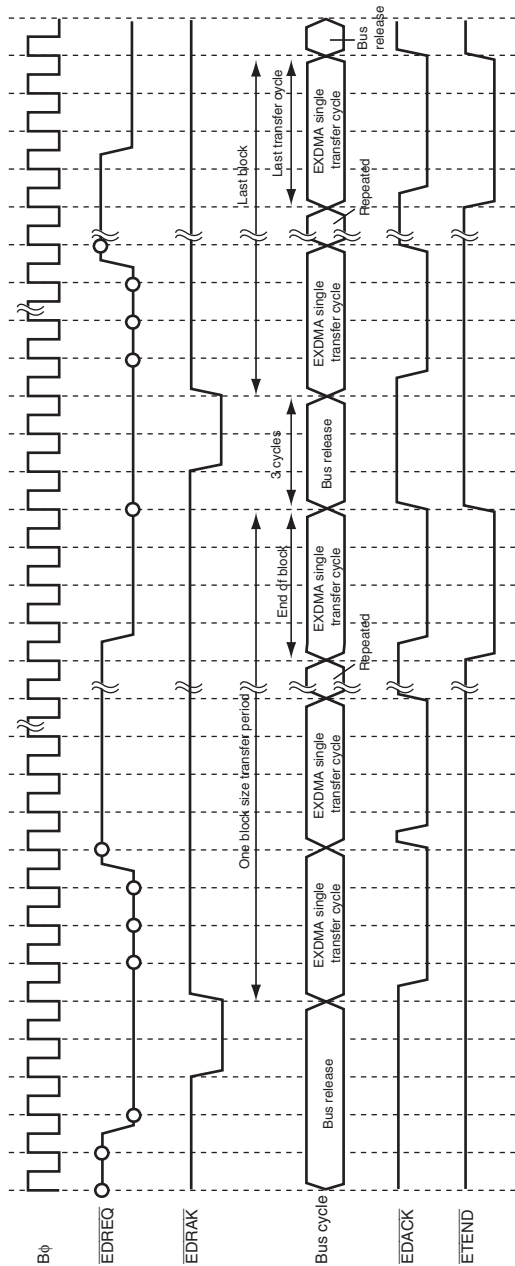 Bφ
EDREQ
EDRAK
One block size transfer period
End of block
3 cycles
Last block
Last transfer cycle
Bus cycle
Bus release
EXDMA single
transfer cycle
EXDMA single
transfer cycle
Repeated
EXDMA single
transfer cycle
Bus release
EXDMA single
transfer cycle
Repeated
EXDMA single
transfer cycle
Bus
release
EDACK
ETEND